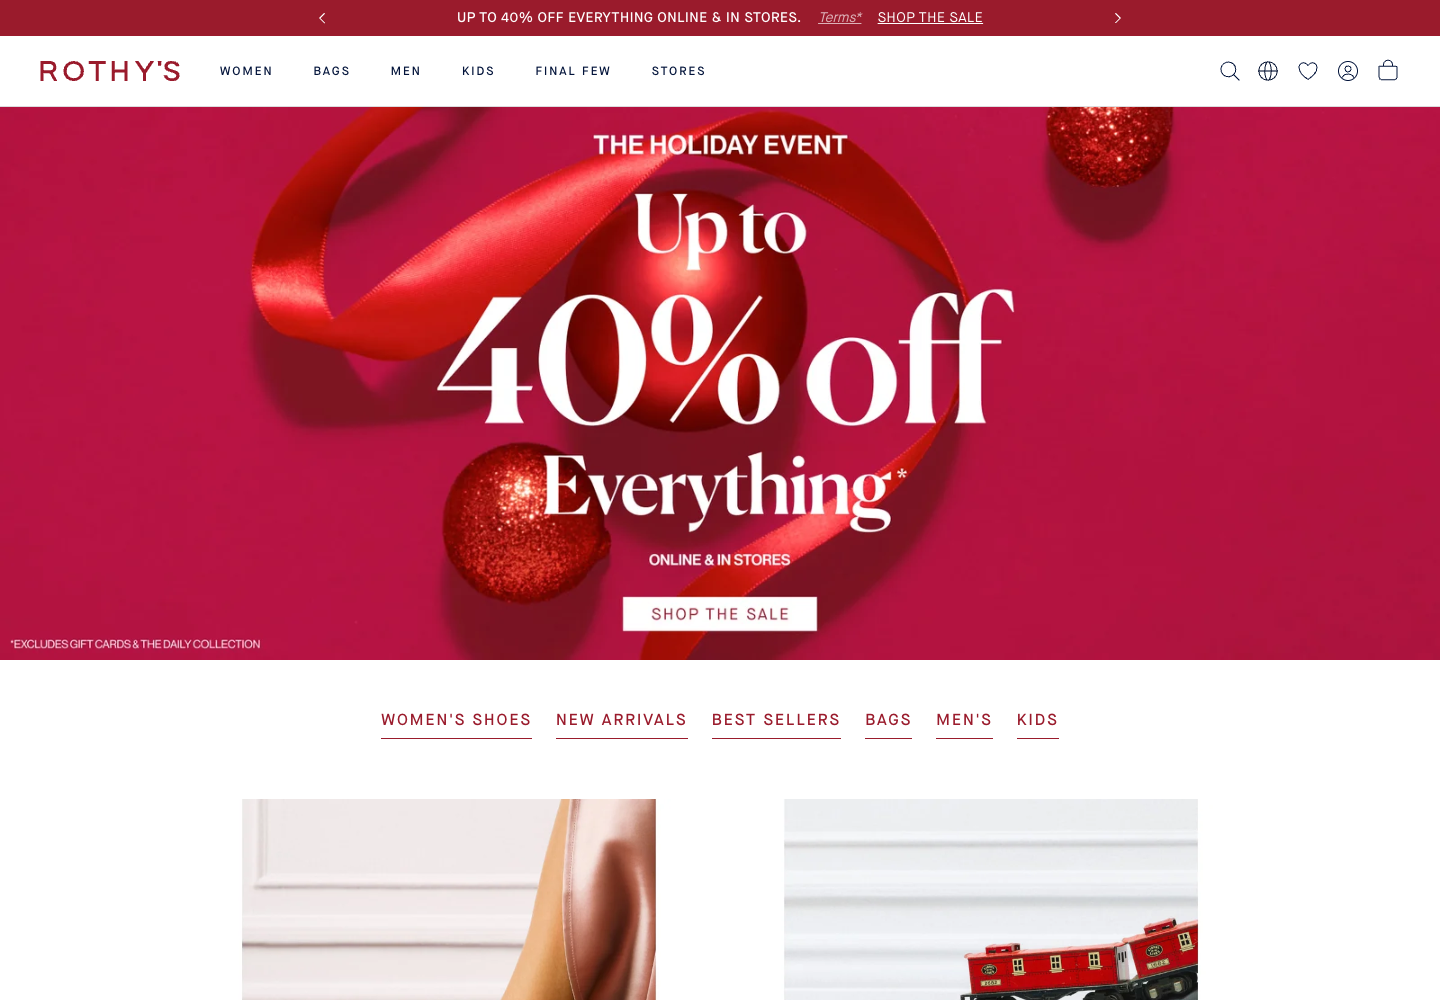 UP TO 40% OFF EVERYTHING ONLINE & IN STORES. Terms* SHOP THE SALE
ROTHY'S WOMEN BAGS MEN KIDS FINAL FEW STORES
THE HOLIDAY EVENT
Up to
40% off
Everything*
ONLINE & IN STORES
SHOP THE SALE
*EXCLUDES GIFT CARDS & THE DAILY COLLECTION
WOMEN'S SHOES NEW ARRIVALS BEST SELLERS BAGS MEN'S KIDS